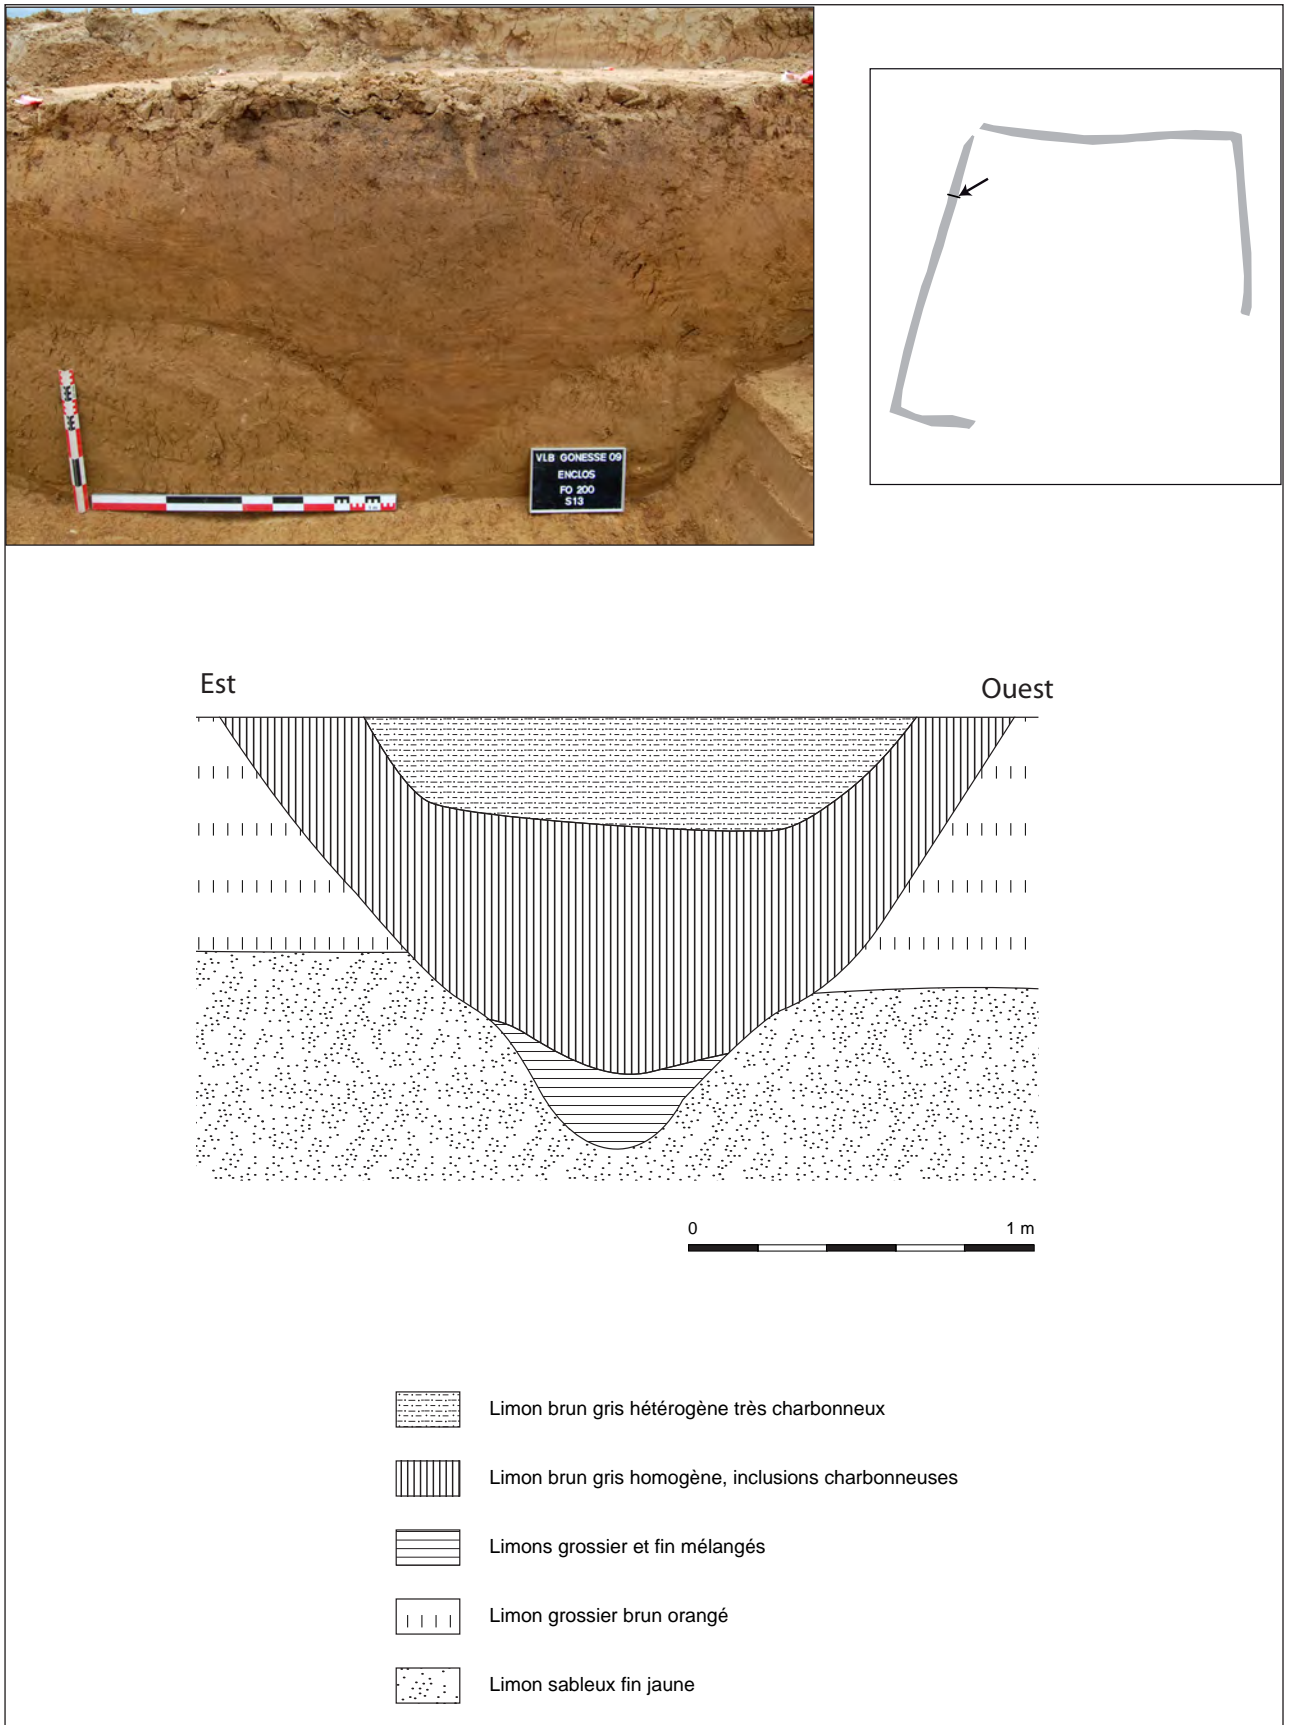 VLB GONESSE 09
ENCLOS
FO 200
S13
Est
Ouest
0
1 m
Limon brun gris hétérogène très charbonneux
Limon brun gris homogène, inclusions charbonneuses
Limons grossier et fin mélangés
Limon grossier brun orangé
Limon sableux fin jaune